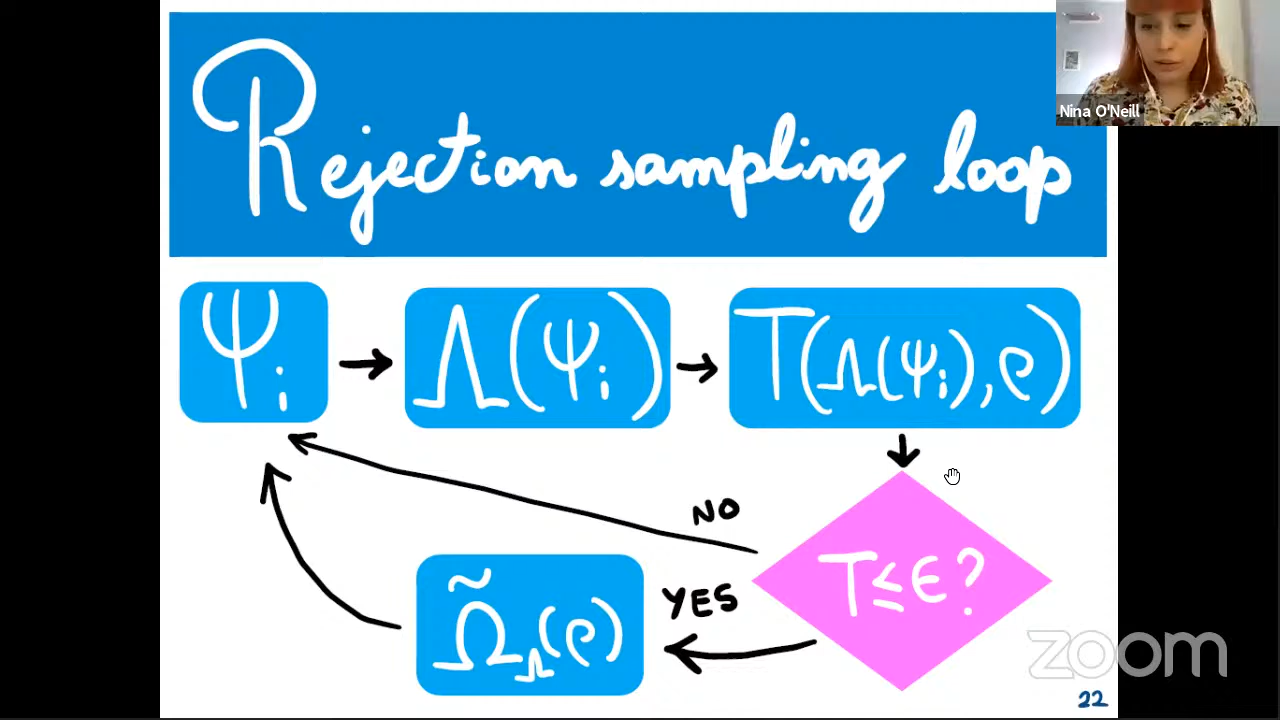 Nina O'Neill
Rejection sampling loop
Ψi
Λ(Ψi)
T(Λ(Ψi), ρ)
NO
T≤ϵ?
YES
Ω̃Λ(ρ)
zoom
22